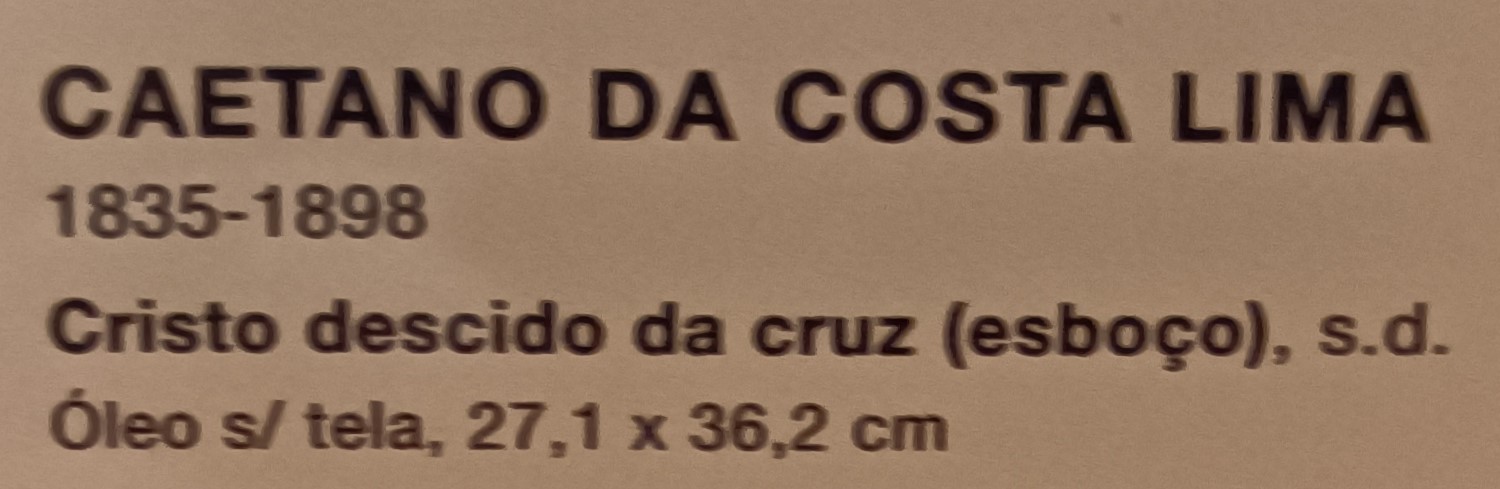 CAETANO DA COSTA LIMA
1835-1898
Cristo descido da cruz (esboço), s.d.
Óleo s/ tela, 27,1 x 36,2 cm